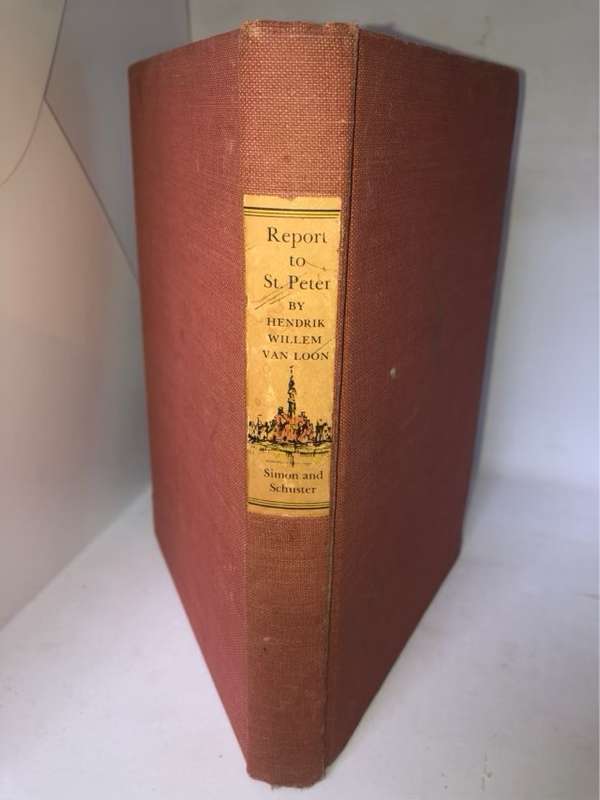 Report
to
St. Peter
BY
HENDRIK
WILLEM
VAN LOON
Simon and
Schuster